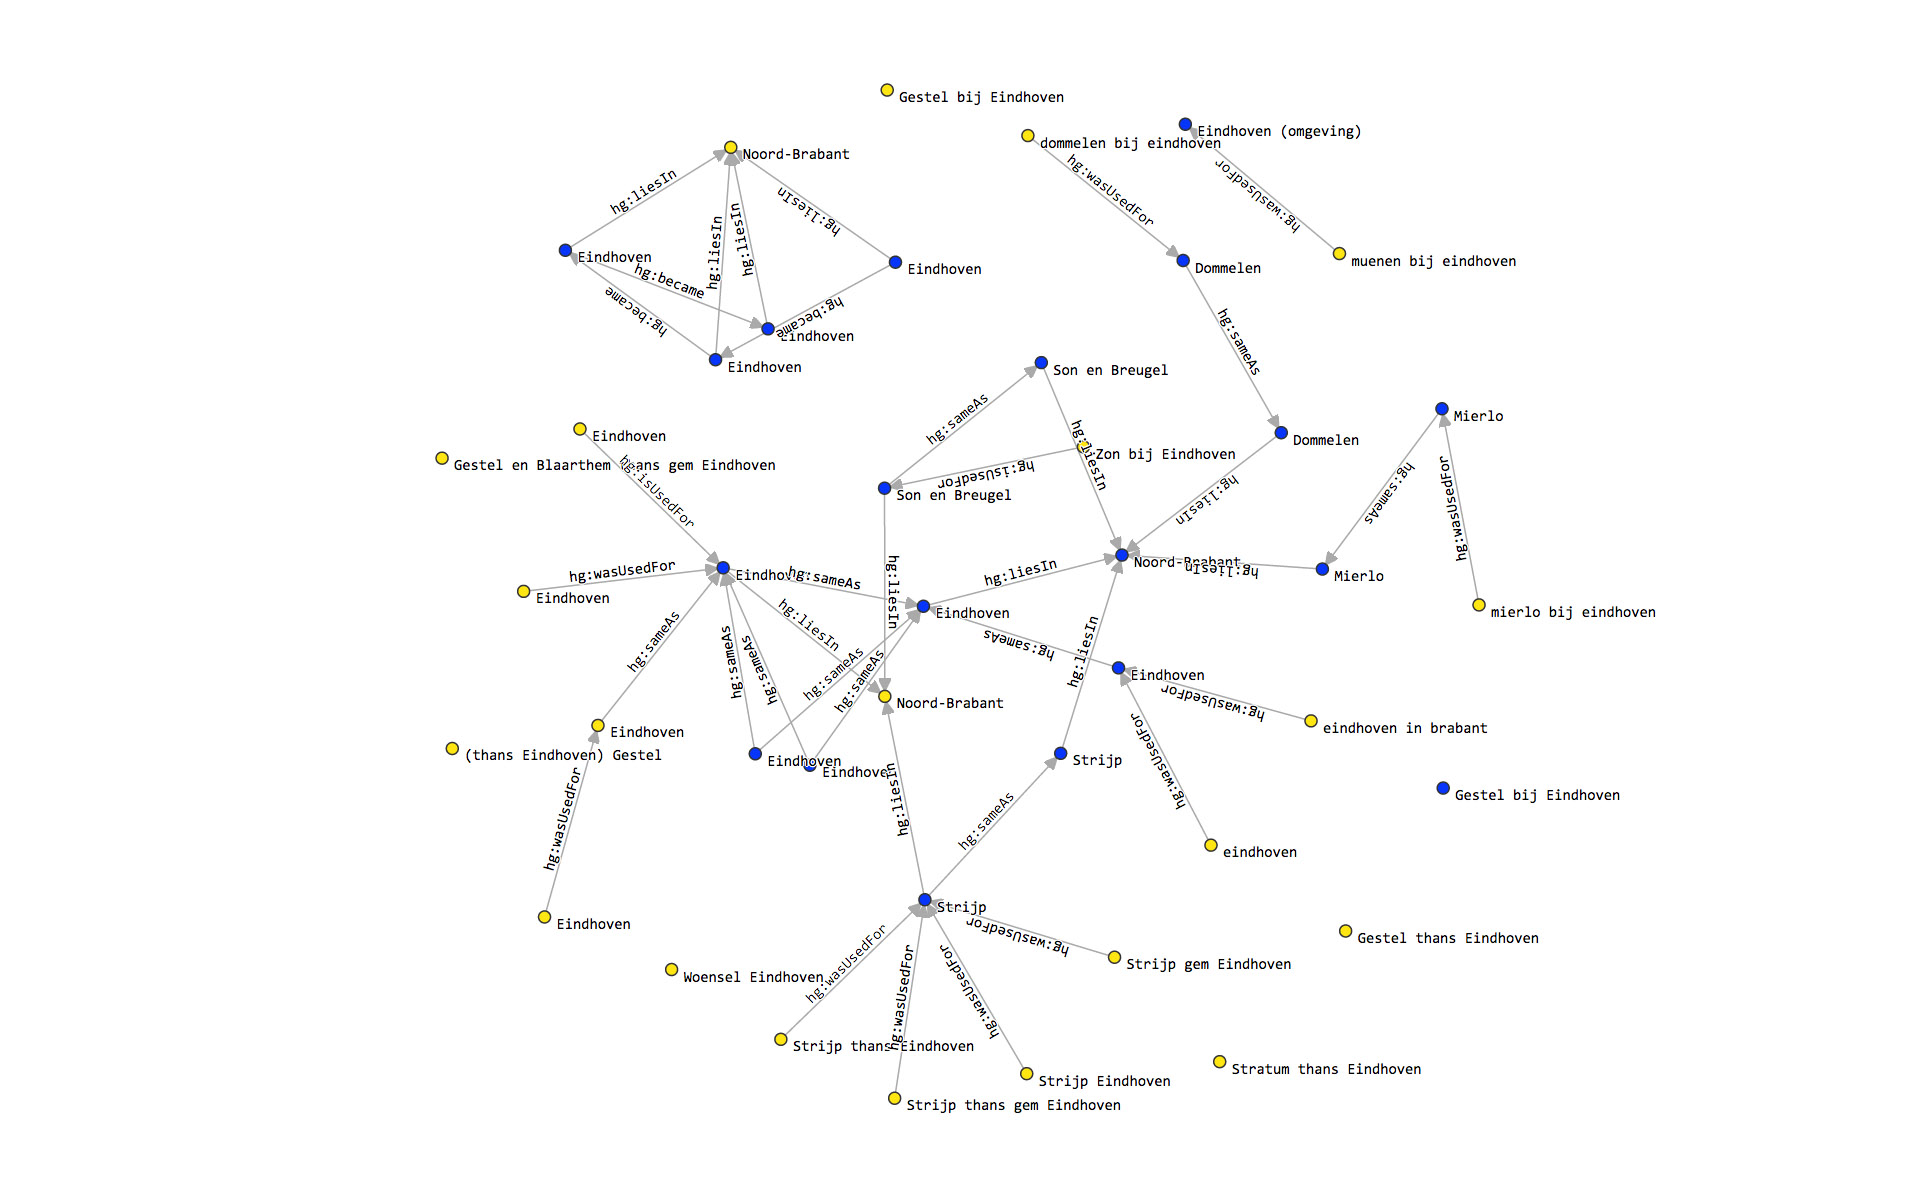 Gestel bij Eindhoven
Eindhoven (omgeving)
dommelen bij eindhoven
Noord-Brabant
hg:wasUsedFor
hg:wasUsedFor
hg:liesIn
hg:liesIn
hg:liesIn
hg:liesIn
Eindhoven
muenen bij eindhoven
Eindhoven
Dommelen
hg:became
hg:became
hg:became
Eindhoven
Eindhoven
hg:sameAs
Son en Breugel
hg:sameAs
Mierlo
Eindhoven
Dommelen
hg:liesIn
Zon bij Eindhoven
Gestel en Blaarthem thans gem Eindhoven
hg:isUsedFor
hg:isUsedFor
Son en Breugel
hg:liesIn
hg:sameAs
hg:wasUsedFor
Noord-Brabant
hg:liesIn
hg:wasUsedFor
Eindhoven
hg:sameAs
hg:liesIn
Mierlo
hg:liesIn
Eindhoven
Eindhoven
mierlo bij eindhoven
hg:liesIn
hg:sameAs
hg:sameAs
hg:sameAs
hg:sameAs
hg:sameAs
hg:sameAs
hg:liesIn
Eindhoven
Noord-Brabant
hg:wasUsedFor
eindhoven in brabant
Eindhoven
(thans Eindhoven) Gestel
Eindhoven
Eindhoven
Strijp
hg:wasUsedFor
hg:liesIn
Gestel bij Eindhoven
hg:wasUsedFor
hg:sameAs
eindhoven
Strijp
Eindhoven
hg:wasUsedFor
Gestel thans Eindhoven
hg:wasUsedFor
Strijp gem Eindhoven
Woensel Eindhoven
hg:wasUsedFor
hg:wasUsedFor
Strijp thans Eindhoven
Stratum thans Eindhoven
Strijp Eindhoven
Strijp thans gem Eindhoven